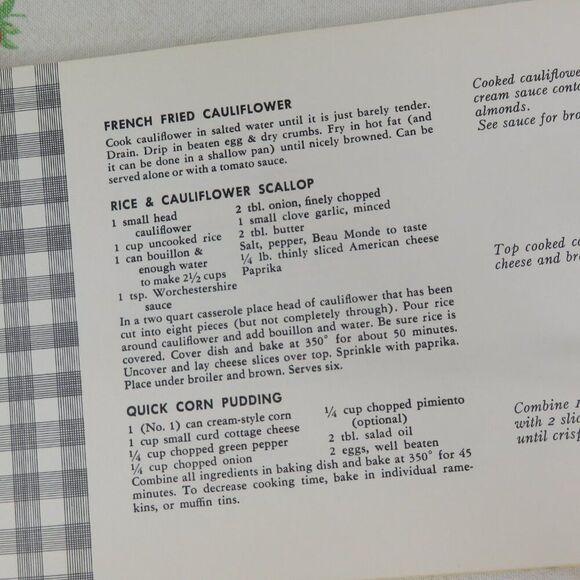 FRENCH FRIED CAULIFLOWER
Cook cauliflower in salted water until it is just barely tender.
Drain. Drip in beaten egg & dry crumbs. Fry in hot fat (and
it can be done in a shallow pan) until nicely browned. Can be
served alone or with a tomato sauce.
RICE & CAULIFLOWER SCALLOP
1 small head
cauliflower
1 cup uncooked rice
1 can bouillon &
enough water
to make 2½ cups
1 tsp. Worchestershire
sauce
2 tbl. onion, finely chopped
1 small clove garlic, minced
2 tbl. butter
Salt, pepper, Beau Monde to taste
¼ lb. thinly sliced American cheese
Paprika
In a two quart casserole place head of cauliflower that has been
cut into eight pieces (but not completely through). Pour rice
around cauliflower and add bouillon and water. Be sure rice is
covered. Cover dish and bake at 350° for about 50 minutes.
Uncover and lay cheese slices over top. Sprinkle with paprika.
Place under broiler and brown. Serves six.
QUICK CORN PUDDING
1 (No. 1) can cream-style corn
1 cup small curd cottage cheese
¼ cup chopped green pepper
¼ cup chopped onion
¼ cup chopped pimiento
(optional)
2 tbl. salad oil
2 eggs, well beaten
Combine all ingredients in baking dish and bake at 350° for 45
minutes. To decrease cooking time, bake in individual rame-
kins, or muffin tins.
Cooked cauliflowe
cream sauce conta
almonds.
See sauce for bro
Top cooked ca
cheese and br
Combine 1
with 2 slic
until crisp